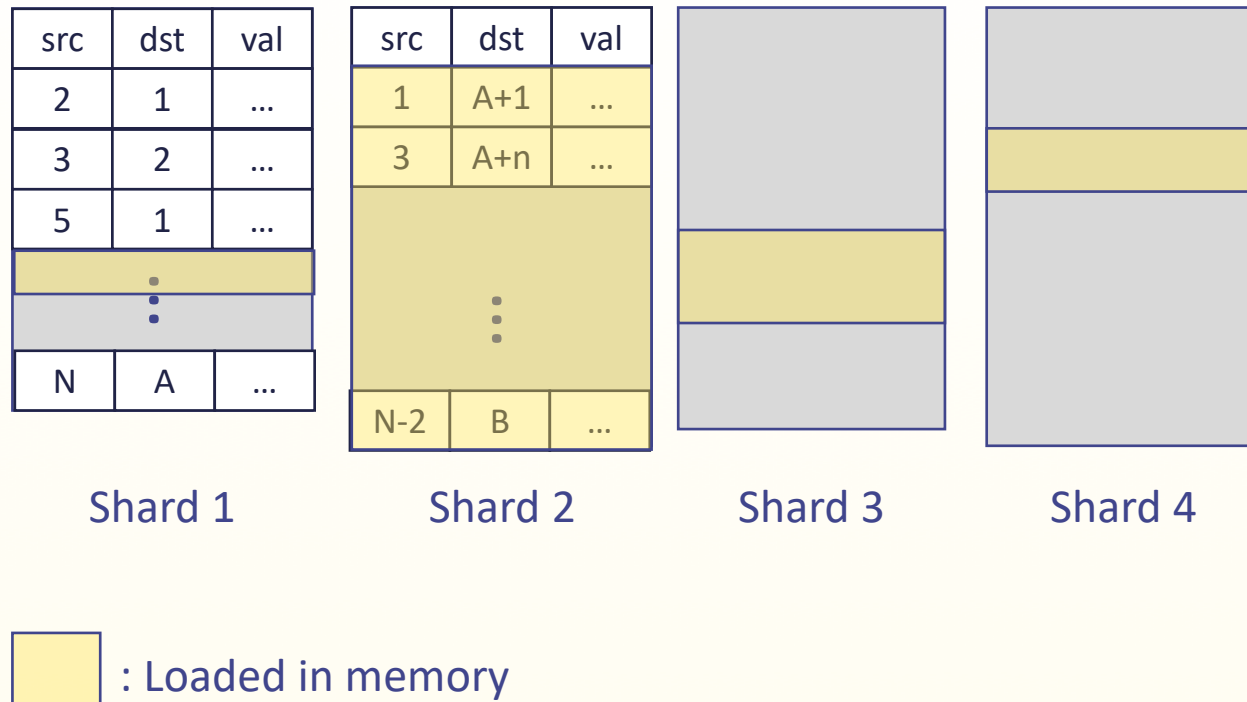 src dst val
2 1 ...
3 2 ...
5 1 ...
N A ...
src dst val
1 A+1 ...
3 A+n ...
N-2 B ...
Shard 1 Shard 2 Shard 3 Shard 4
: Loaded in memory